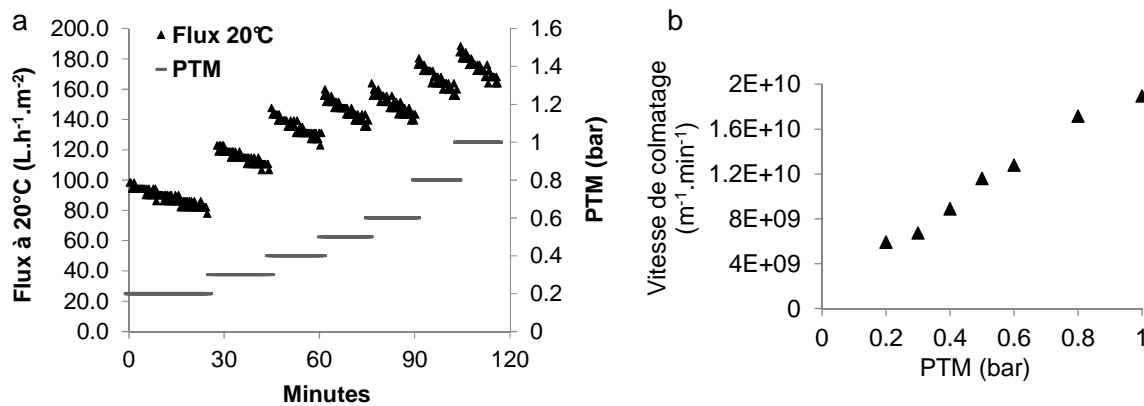 a
Flux à 20°C (L.h-1.m-2)
200.0
180.0
160.0
140.0
120.0
100.0
80.0
60.0
40.0
20.0
0.0
Flux 20°C
PTM
0
30
60
90
120
Minutes
1.6
1.4
1.2
1
0.8
0.6
0.4
0.2
0
PTM (bar)
b
Vitesse de colmatage
(m-1.min-1)
2E+10
1.6E+10
1.2E+10
8E+09
4E+09
0
0
0.2
0.4
0.6
0.8
1
PTM (bar)